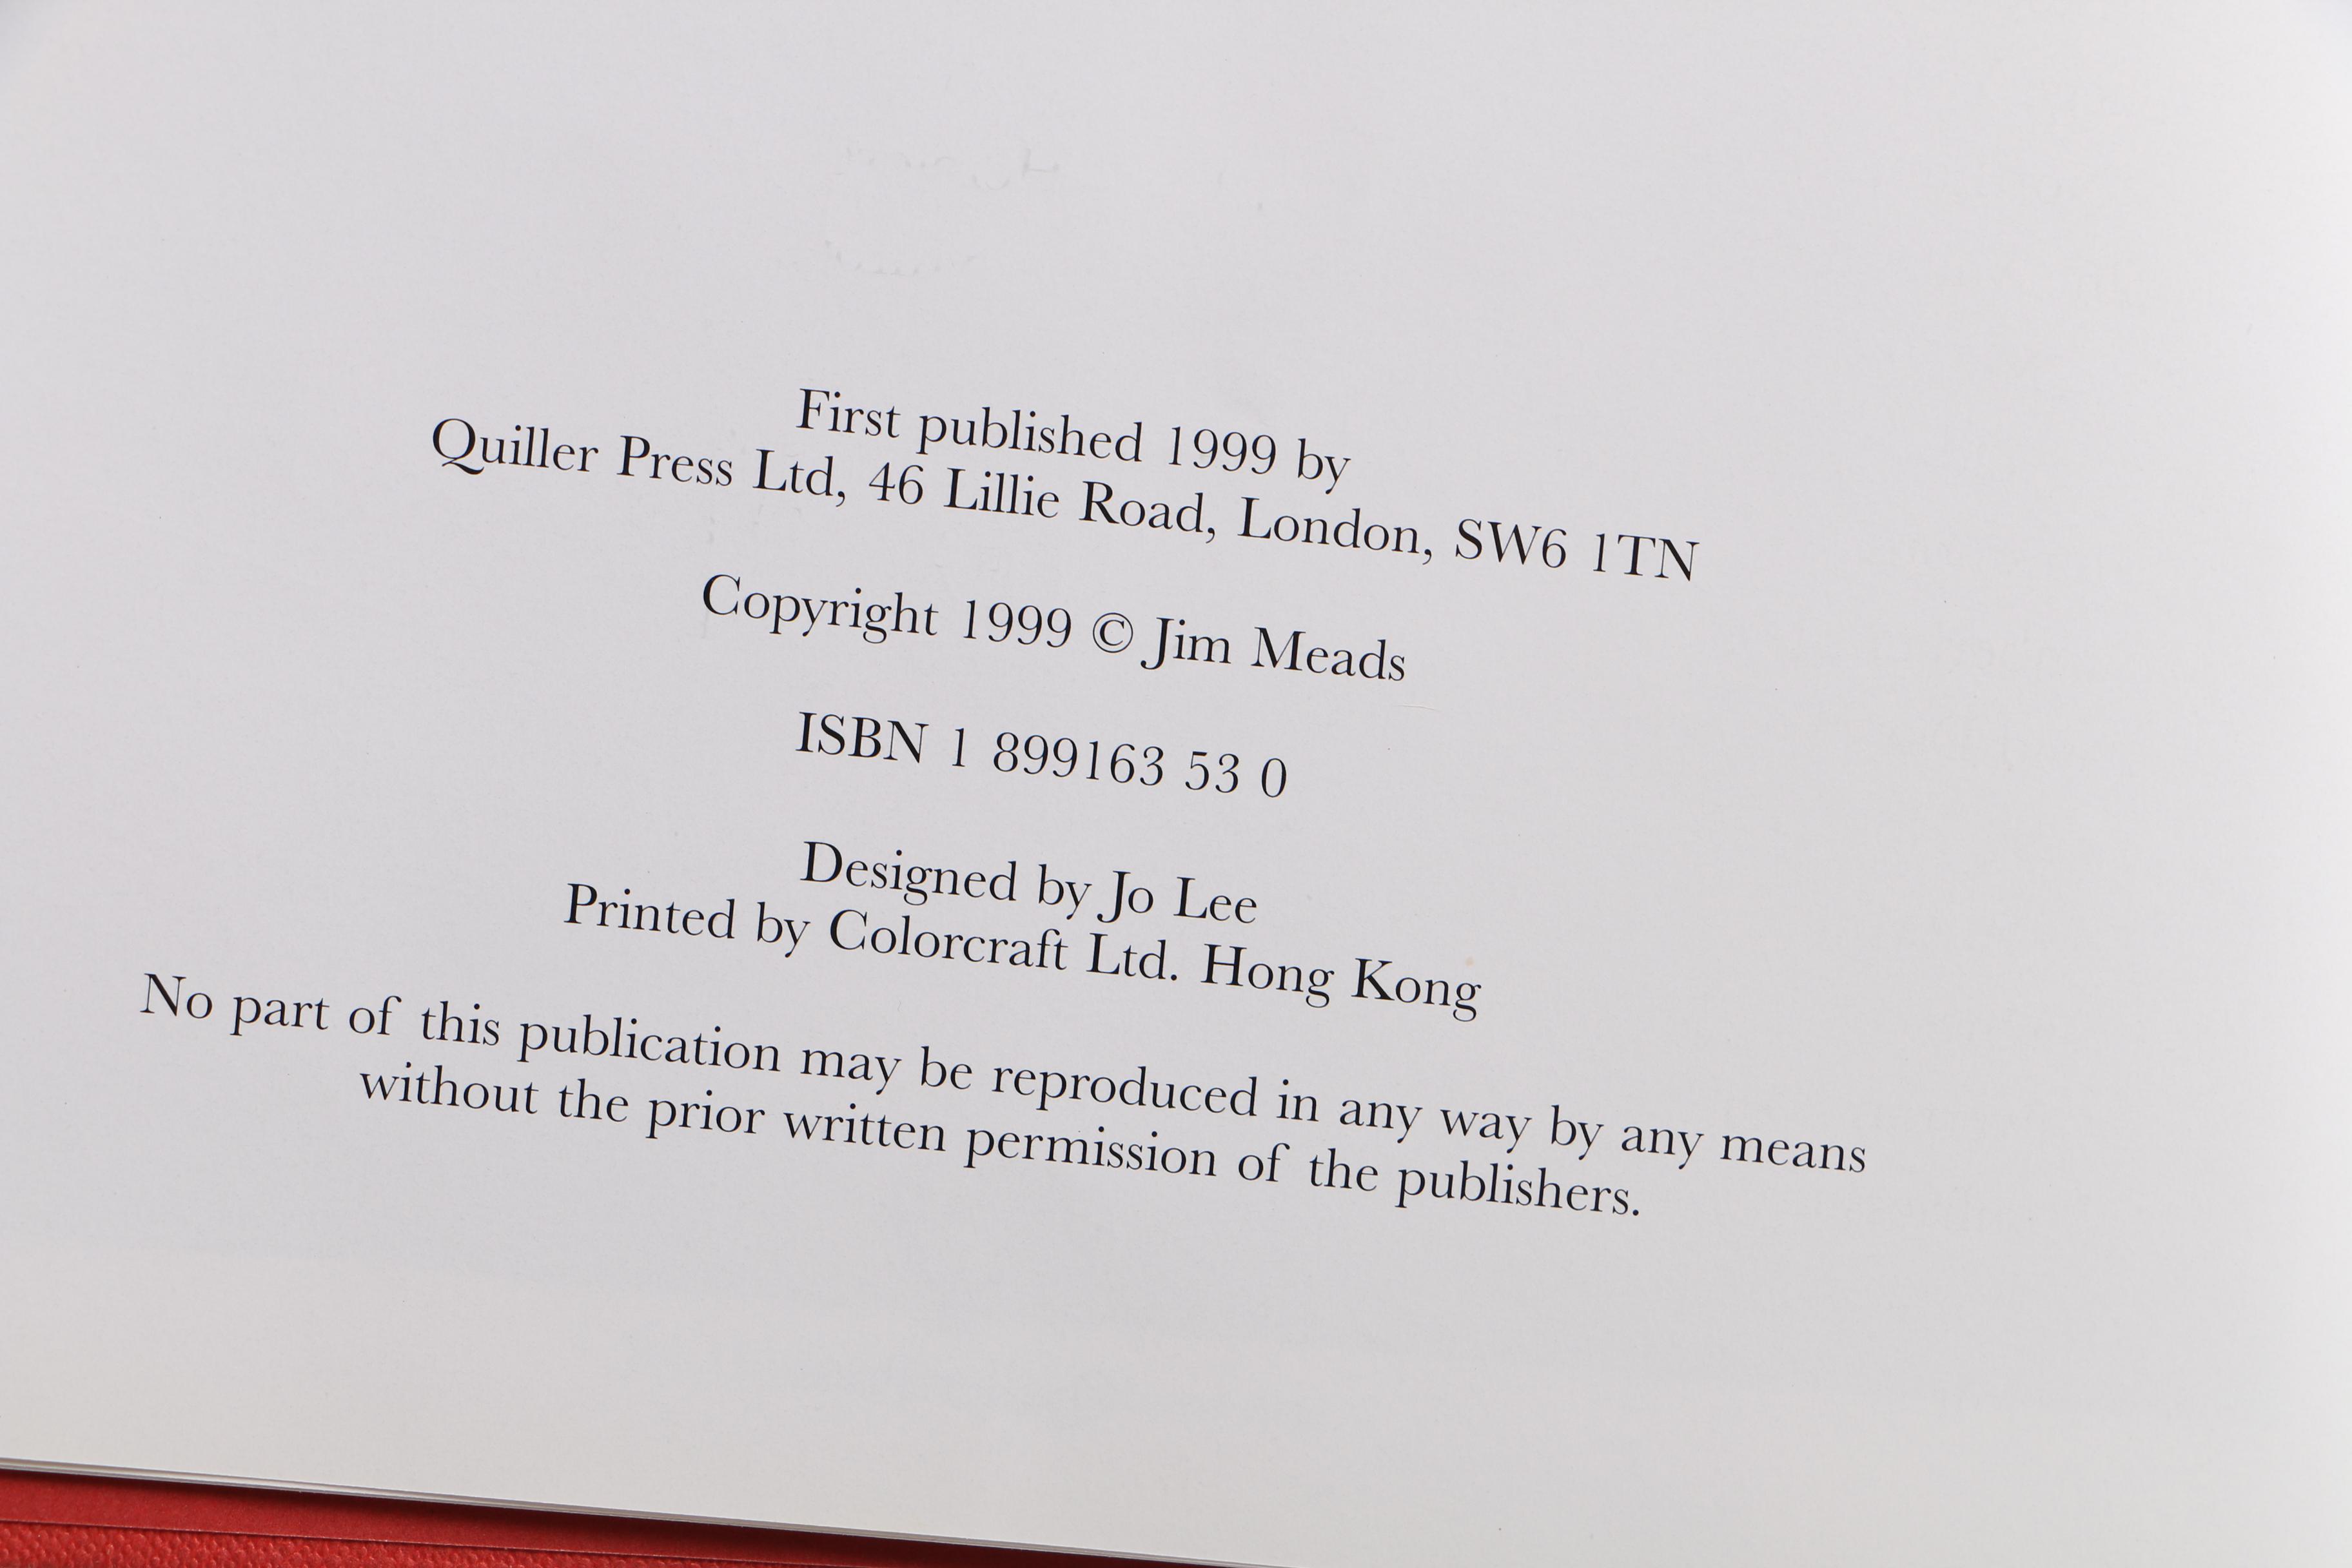 First published 1999 by
Quiller Press Ltd, 46 Lillie Road, London, SW6 1TN
Copyright 1999 © Jim Meads
ISBN 1 899163 53 0
Designed by Jo Lee
Printed by Colorcraft Ltd. Hong Kong
No part of this publication may be reproduced in any way by any means
without the prior written permission of the publishers.